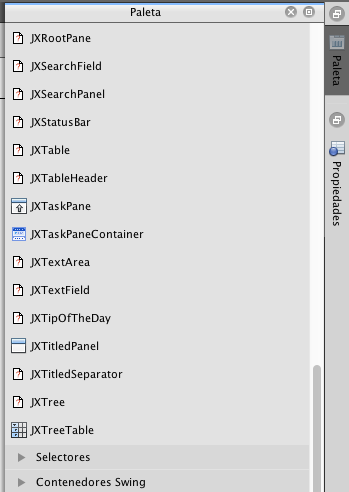 Paleta
JXRootPane
JXSearchField
JXSearchPanel
JXStatusBar
JXTable
JXTableHeader
JXTaskPane
JXTaskPaneContainer
JXTextArea
JXTextField
JXTipOfTheDay
JXTitledPanel
JXTitledSeparator
JXTree
JXTreeTable
Selectores
Contenedores Swing
Paleta
Propiedades